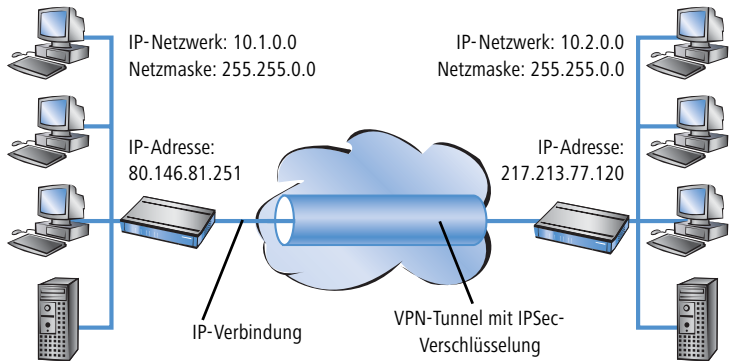 IP-Netzwerk: 10.1.0.0
Netzmaske: 255.255.0.0
IP-Netzwerk: 10.2.0.0
Netzmaske: 255.255.0.0
IP-Adresse:
80.146.81.251
IP-Adresse:
217.213.77.120
IP-Verbindung
VPN-Tunnel mit IPSec-
Verschlüsselung